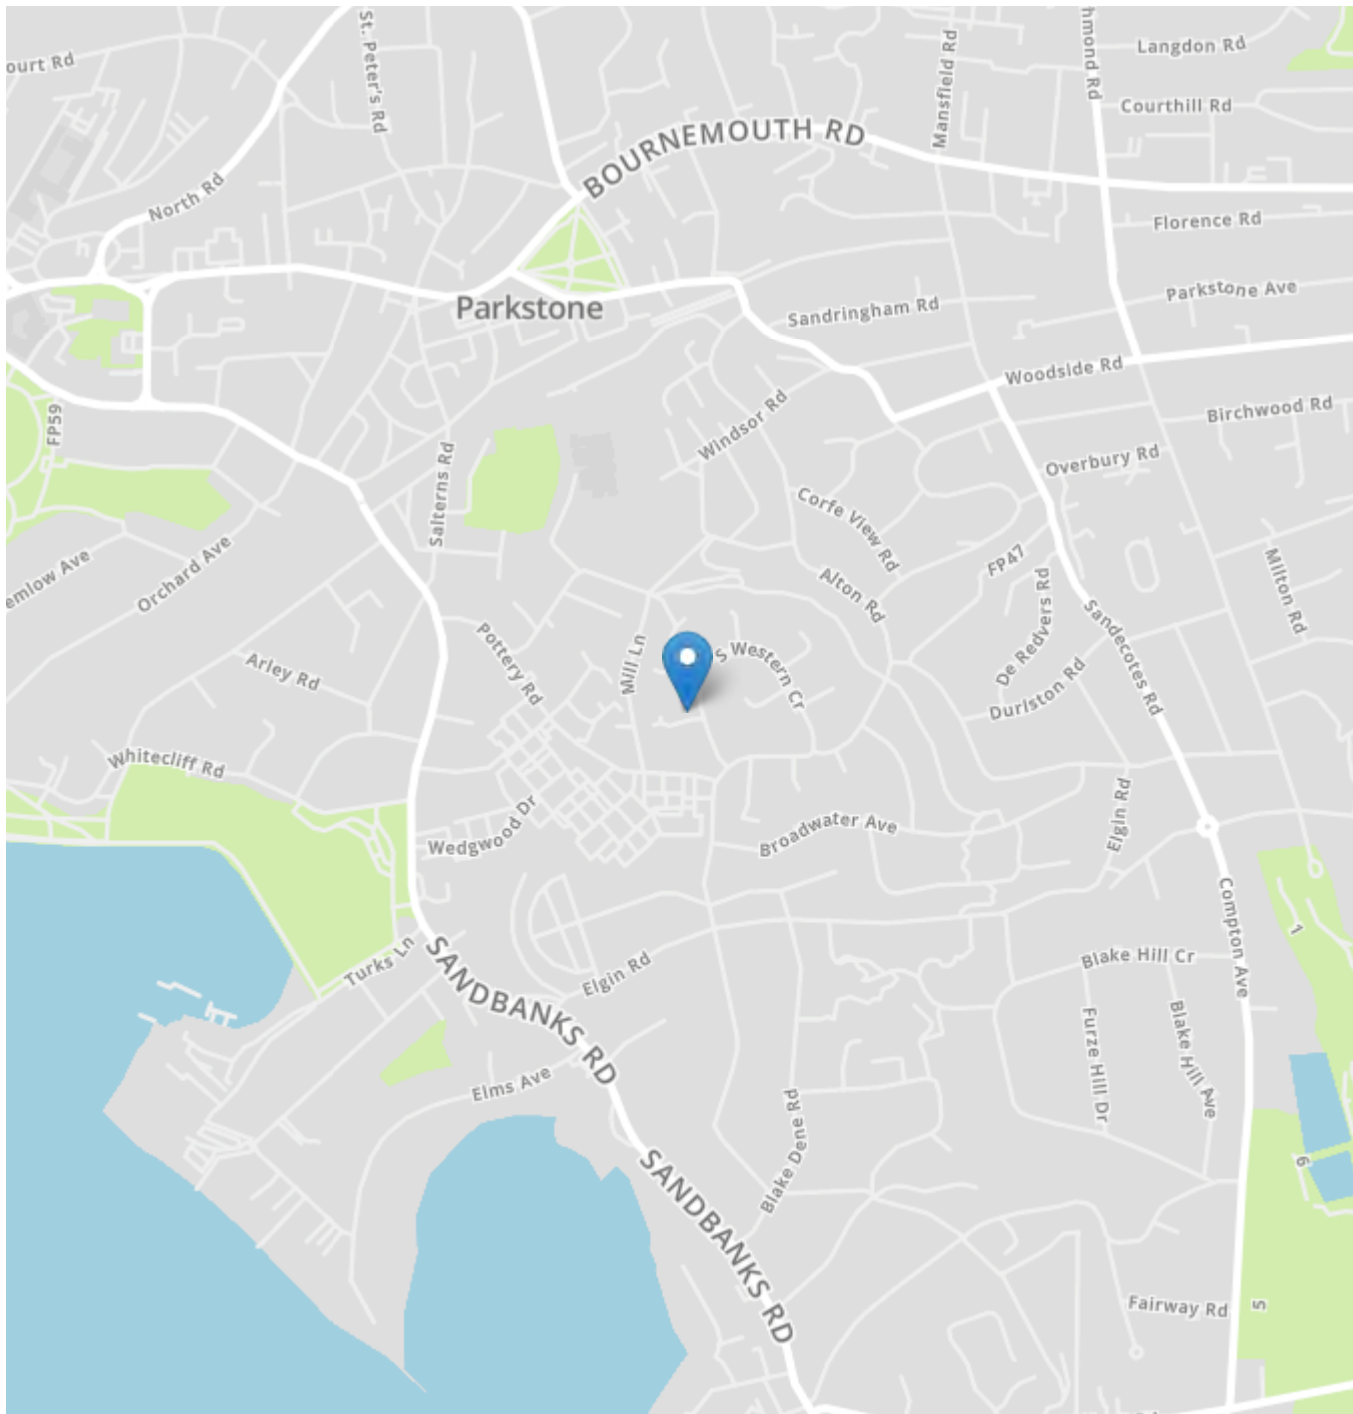 St. Peter's Rd
hmond Rd
Langdon Rd
ourt Rd
Mansfield Rd
Courthill Rd
BOURNEMOUTH RD
North Rd
Florence Rd
Parkstone Ave
Parkstone
Sandringham Rd
Woodside Rd
Birchwood Rd
FP59
Windsor Rd
Overbury Rd
Salterns Rd
Corfe View Rd
FP47
emlow Ave
Orchard Ave
Alton Rd
Milton Rd
De Redvers Rd
Sandecotes Rd
Pottery Rd
Mill Ln
S Western Cr
Arley Rd
Durlston Rd
Whitecliff Rd
Elgin Rd
Wedgwood Dr
Broadwater Ave
Compton Ave
1
Turks Ln
SANDBANKS RD
Elgin Rd
Blake Hill Cr
Furze Hill Dr
Blake Hill Ave
Elms Ave
Blake Dene Rd
6
SANDBANKS RD
Fairway Rd
5